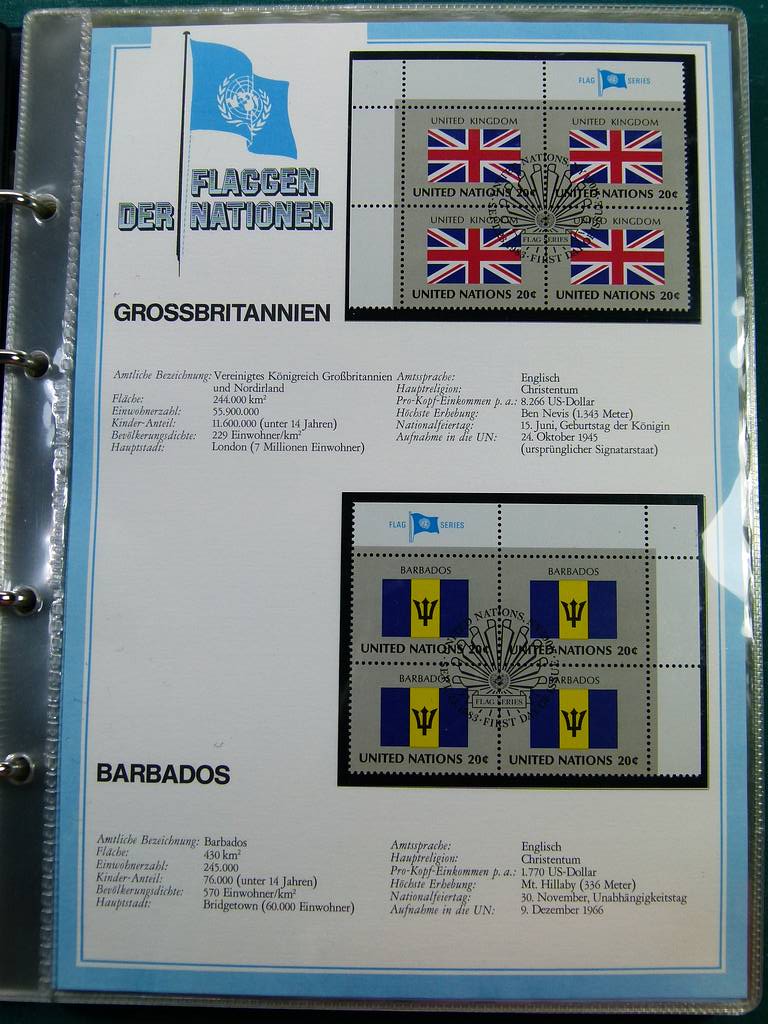 FLAGGEN
DER NATIONEN
FLAG SERIES
UNITED KINGDOM
UNITED NATIONS 20¢
UNITED KINGDOM
UNITED NATIONS 20¢
UNITED KINGDOM
UNITED NATIONS 20¢
UNITED KINGDOM
UNITED NATIONS 20¢
UNITED NATIONS,
FLAG SERIES
FIRST DAY OF ISSUE
GROSSBRITANNIEN
Amtliche Bezeichnung: Vereinigtes Königreich Großbritannien
und Nordirland
Fläche: 244.000 km²
Einwohnerzahl: 55.900.000
Kinder-Anteil: 11.600.000 (unter 14 Jahren)
Bevölkerungsdichte: 229 Einwohner/km²
Hauptstadt: London (7 Millionen Einwohner)
Amtssprache: Englisch
Hauptreligion: Christentum
Pro-Kopf-Einkommen p. a.: 8.266 US-Dollar
Höchste Erhebung: Ben Nevis (1.343 Meter)
Nationalfeiertag: 15. Juni, Geburtstag der Königin
Aufnahme in die UN: 24. Oktober 1945
(ursprünglicher Signatarstaat)
FLAG SERIES
BARBADOS
UNITED NATIONS 20¢
BARBADOS
UNITED NATIONS 20¢
BARBADOS
UNITED NATIONS 20¢
BARBADOS
UNITED NATIONS 20¢
UNITED NATIONS,
FLAG SERIES
FIRST DAY OF ISSUE
BARBADOS
Amtliche Bezeichnung: Barbados
Fläche: 430 km²
Einwohnerzahl: 245.000
Kinder-Anteil: 76.000 (unter 14 Jahren)
Bevölkerungsdichte: 570 Einwohner/km²
Hauptstadt: Bridgetown (60.000 Einwohner)
Amtssprache: Englisch
Hauptreligion: Christentum
Pro-Kopf-Einkommen p. a.: 1.770 US-Dollar
Höchste Erhebung: Mt. Hillaby (336 Meter)
Nationalfeiertag: 30. November, Unabhängigkeitstag
Aufnahme in die UN: 9. Dezember 1966